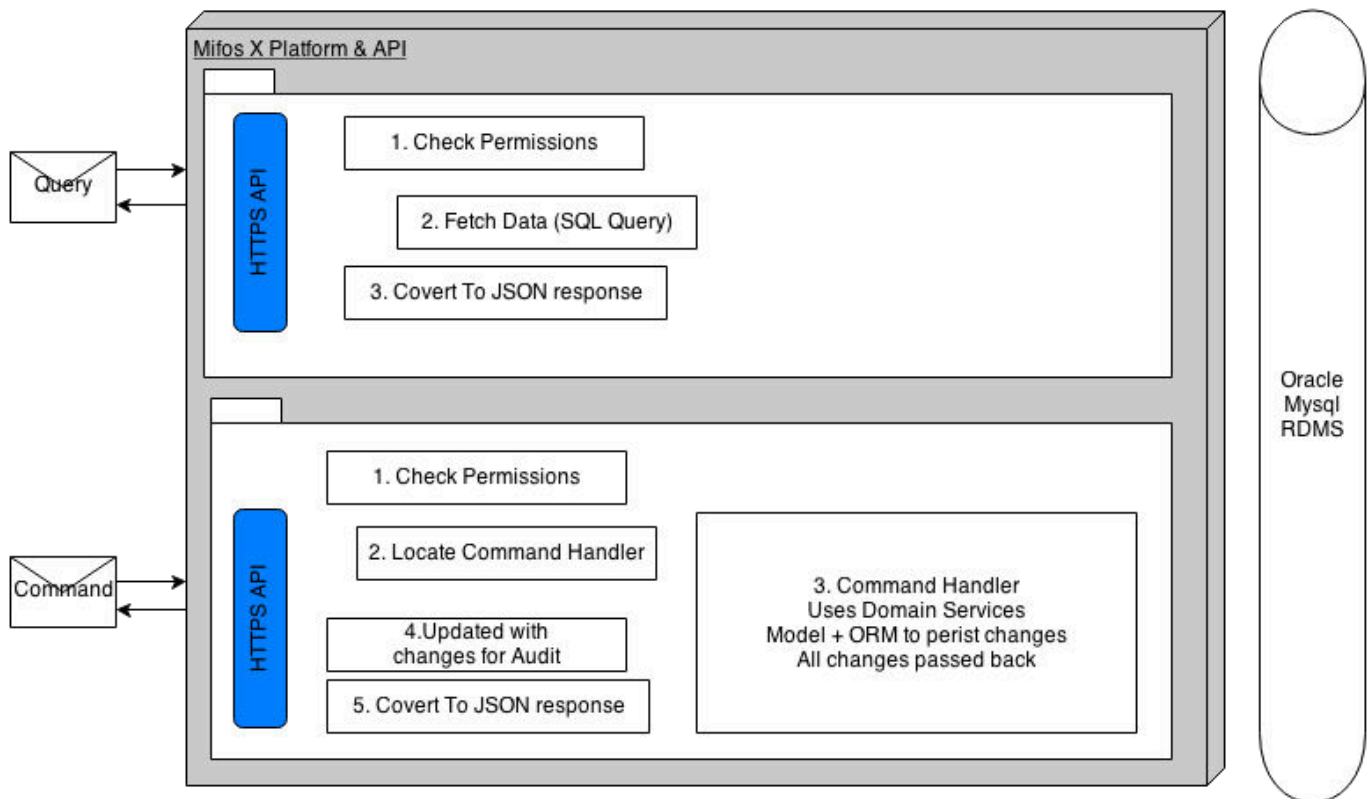 Mifos X Platform & API
Query
HTTPS API
1. Check Permissions
2. Fetch Data (SQL Query)
3. Covert To JSON response
Command
HTTPS API
1. Check Permissions
2. Locate Command Handler
3. Command Handler
Uses Domain Services
Model + ORM to perist changes
All changes passed back
4.Updated with
changes for Audit
5. Covert To JSON response
Oracle
Mysql
RDMS